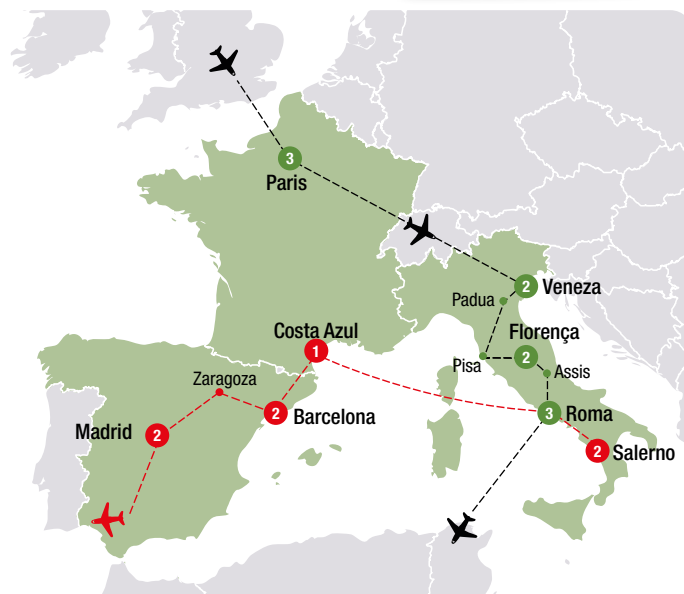 3
Paris
2 Veneza
Padua
Costa Azul
1
Florença
2
Pisa
Assis
Zaragoza
2 Barcelona
3 Roma
Madrid 2
2 Salerno